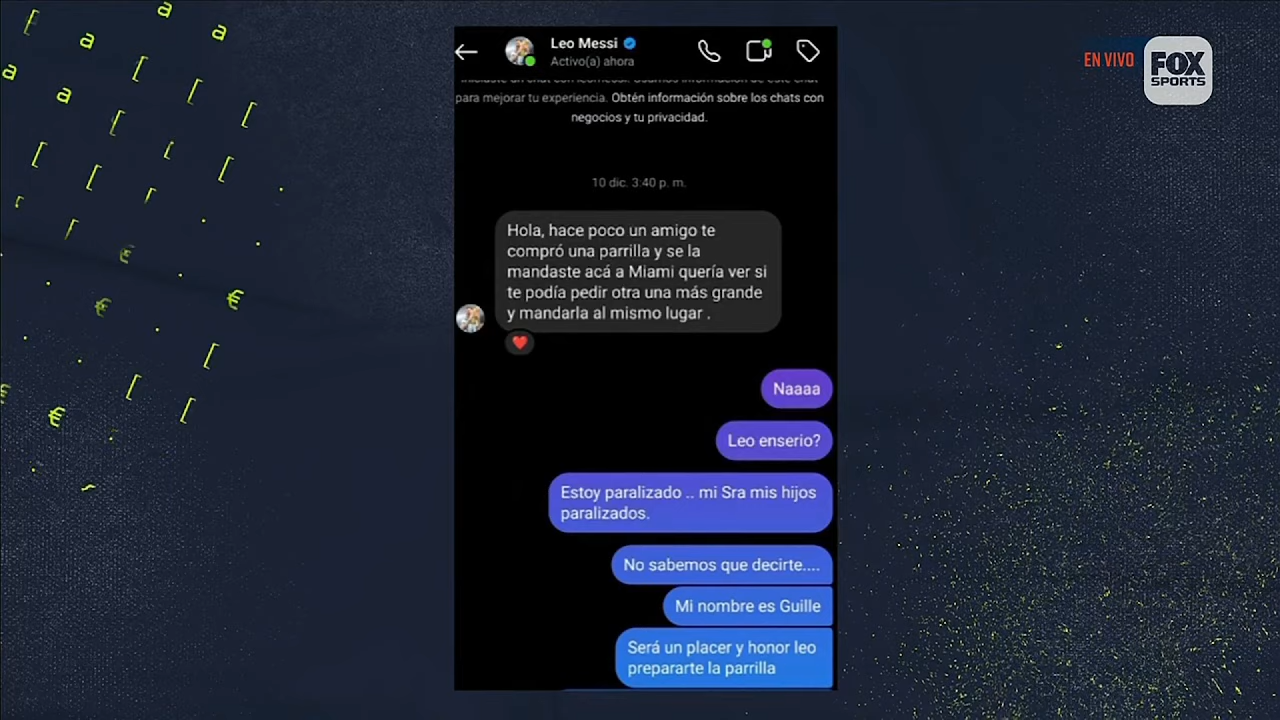 Leo Messi
Activo(a) ahora
EN VIVO
FOX
SPORTS
para mejorar tu experiencia. Obtén información sobre los chats con
negocios y tu privacidad.
10 dic. 3:40 p. m.
Hola, hace poco un amigo te
compró una parrilla y se la
mandaste acá a Miami quería ver si
te podía pedir otra una más grande
y mandarla al mismo lugar .
Naaaa
Leo enserio?
Estoy paralizado .. mi Sra mis hijos
paralizados.
No sabemos que decirte....
Mi nombre es Guille
Será un placer y honor leo
prepararte la parrilla